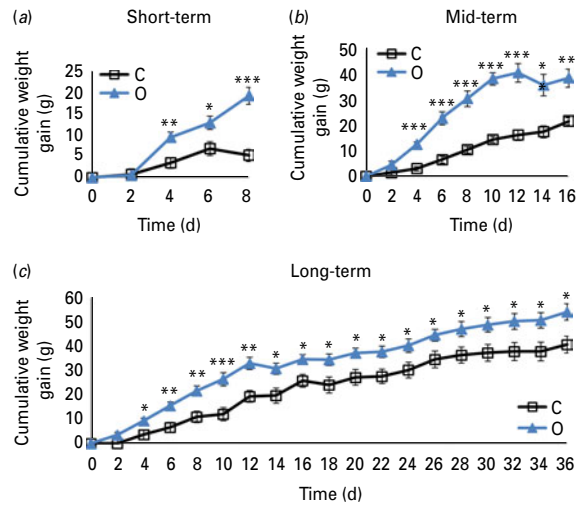 (a) Short-term
Cumulative weight
gain (g)
25
20
15
10
5
0
C
O
** * ***
0 2 4 6 8
Time (d)
(b) Mid-term
Cumulative weight
gain (g)
50
40
30
20
10
0
C
O
*** *** *** *** *** * * **
0 2 4 6 8 10 12 14 16
Time (d)
(c) Long-term
Cumulative weight
gain (g)
60
50
40
30
20
10
0
* ** ** *** ** * * * * * * * * * * * *
C
O
0 2 4 6 8 10 12 14 16 18 20 22 24 26 28 30 32 34 36
Time (d)